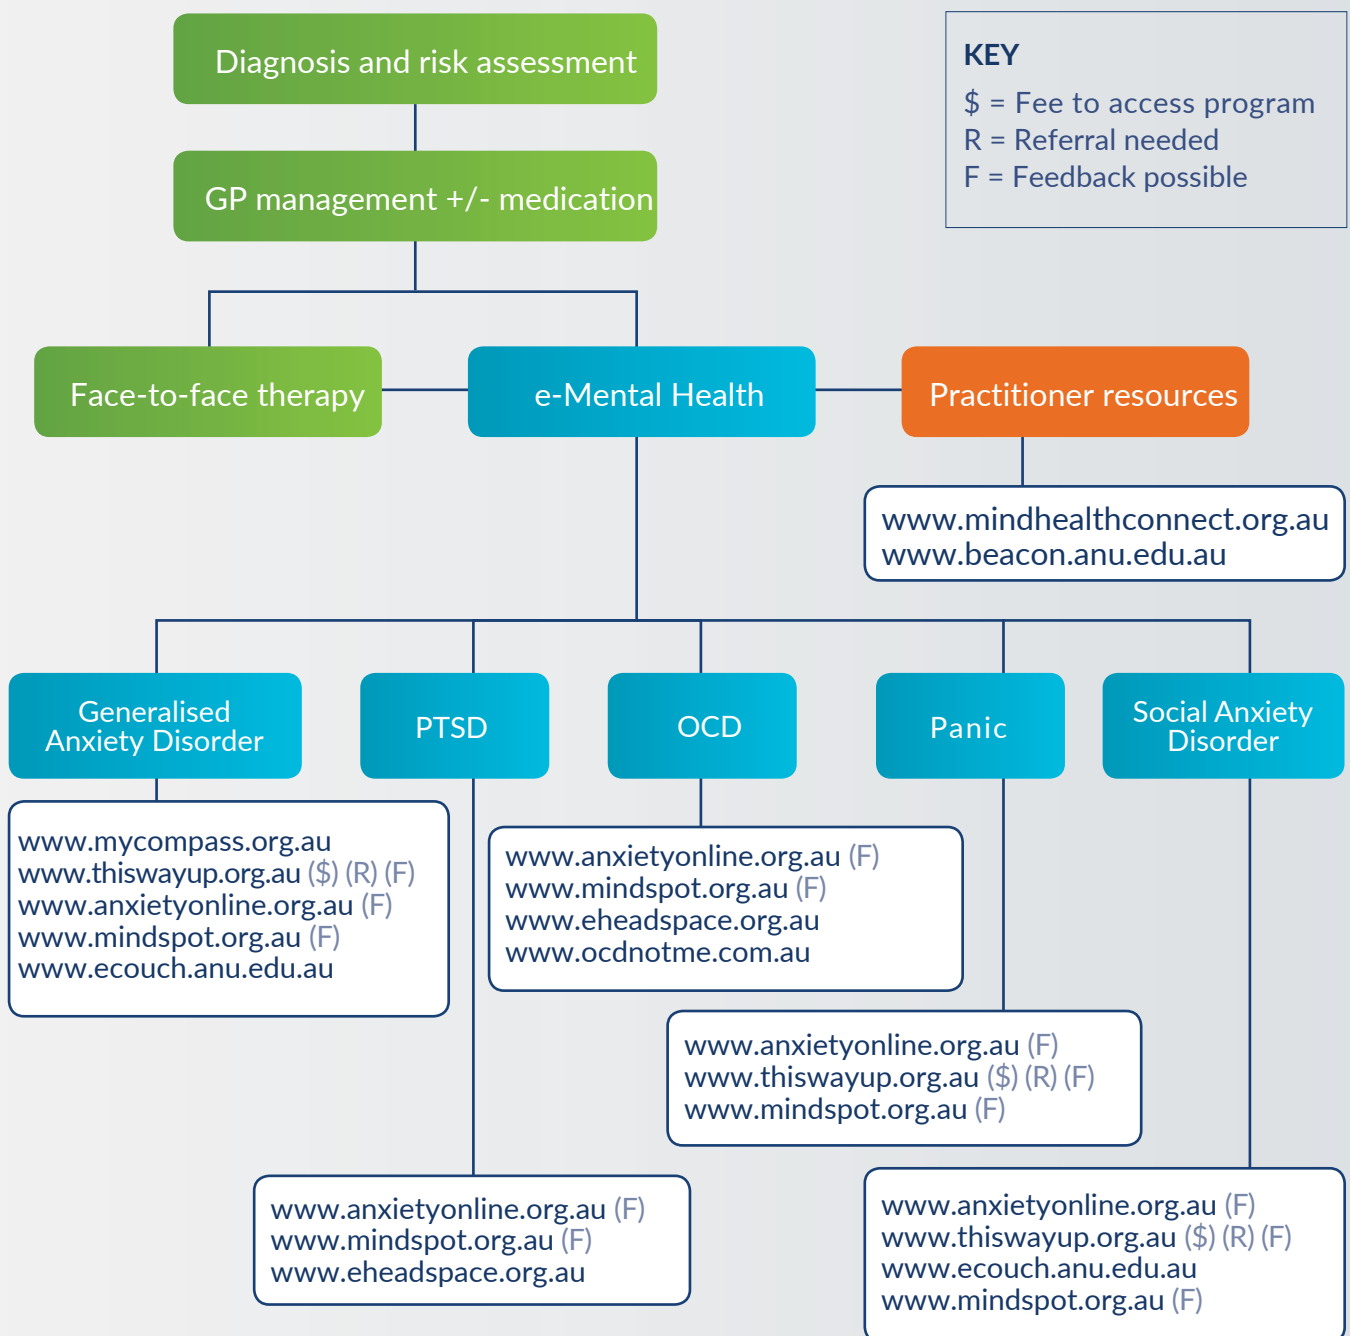 Diagnosis and risk assessment
KEY
$ = Fee to access program
R = Referral needed
F = Feedback possible
GP management +/- medication
Face-to-face therapy
e-Mental Health
Practitioner resources
www.mindhealthconnect.org.au
www.beacon.anu.edu.au
Generalised
Anxiety Disorder
PTSD
OCD
Panic
Social Anxiety
Disorder
www.mycompass.org.au
www.thiswayup.org.au ($) (R) (F)
www.anxietyonline.org.au (F)
www.mindspot.org.au (F)
www.ecouch.anu.edu.au
www.anxietyonline.org.au (F)
www.mindspot.org.au (F)
www.eheadspace.org.au
www.ocdnotme.com.au
www.anxietyonline.org.au (F)
www.thiswayup.org.au ($) (R) (F)
www.mindspot.org.au (F)
www.anxietyonline.org.au (F)
www.mindspot.org.au (F)
www.eheadspace.org.au
www.anxietyonline.org.au (F)
www.thiswayup.org.au ($) (R) (F)
www.ecouch.anu.edu.au
www.mindspot.org.au (F)